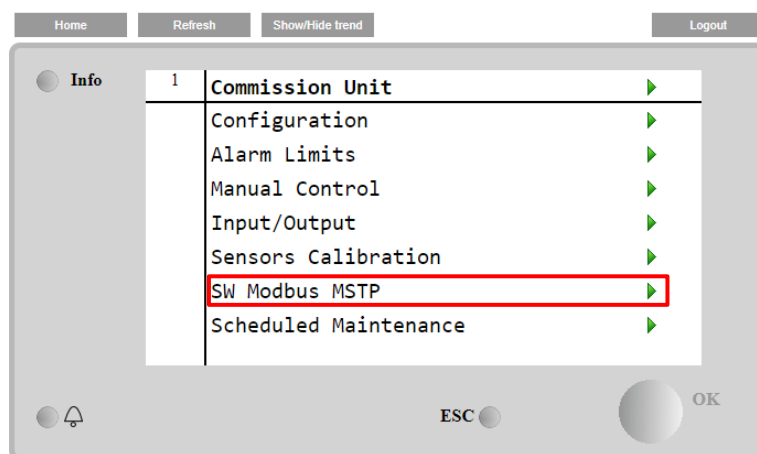 Home Refresh Show/Hide trend Logout
Info
1 Commission Unit
Configuration
Alarm Limits
Manual Control
Input/Output
Sensors Calibration
SW Modbus MSTP
Scheduled Maintenance
ESC OK